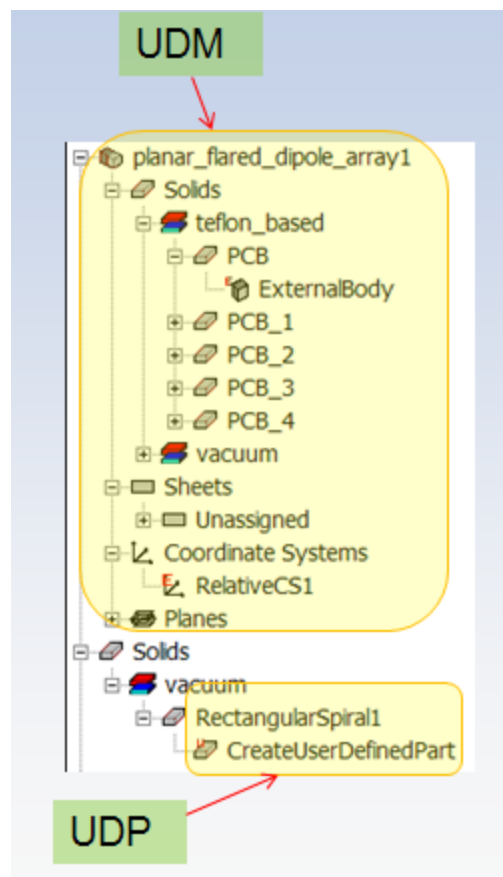 UDM
planar_flared_dipole_array1
Solids
teflon_based
PCB
ExternalBody
PCB_1
PCB_2
PCB_3
PCB_4
vacuum
Sheets
Unassigned
Coordinate Systems
RelativeCS1
Planes
Solids
vacuum
RectangularSpiral1
CreateUserDefinedPart
UDP